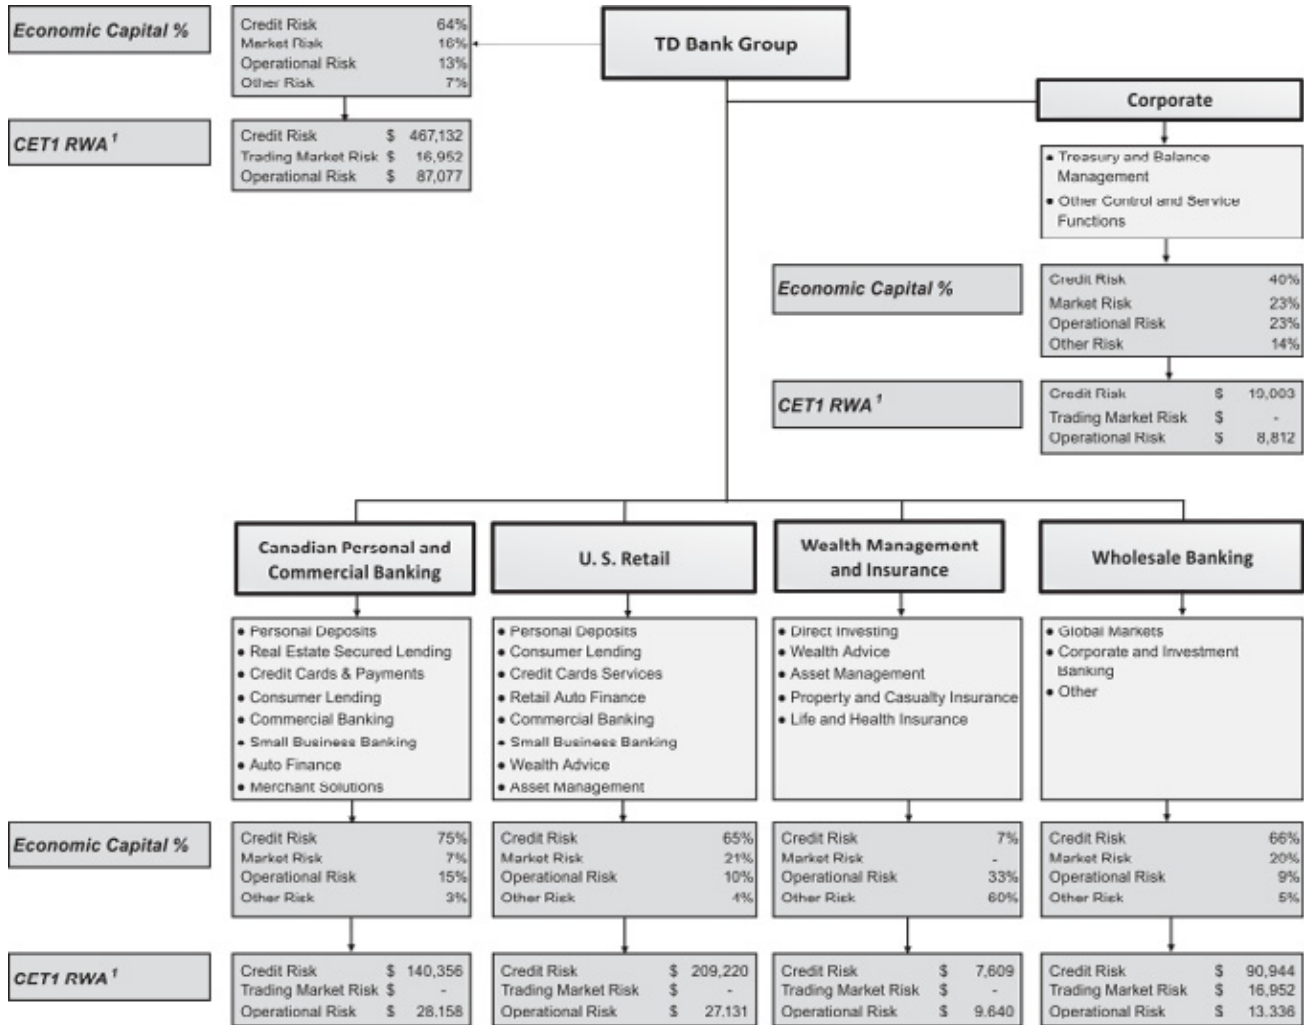 Economic Capital %
Credit Risk 64%
Market Risk 16%
Operational Risk 13%
Other Risk 7%
TD Bank Group
CET1 RWA 1
Credit Risk $ 467,132
Trading Market Risk $ 16,952
Operational Risk $ 87,077
Corporate
• Treasury and Balance
Management
• Other Control and Service
Functions
Economic Capital %
Credit Risk 40%
Market Risk 23%
Operational Risk 23%
Other Risk 14%
CET1 RWA 1
Credit Risk $ 19,003
Trading Market Risk $ -
Operational Risk $ 8,812
Canadian Personal and
Commercial Banking
• Personal Deposits
• Real Estate Secured Lending
• Credit Cards & Payments
• Consumer Lending
• Commercial Banking
• Small Business Banking
• Auto Finance
• Merchant Solutions
U. S. Retail
• Personal Deposits
• Consumer Lending
• Credit Cards Services
• Retail Auto Finance
• Commercial Banking
• Small Business Banking
• Wealth Advice
• Asset Management
Wealth Management
and Insurance
• Direct Investing
• Wealth Advice
• Asset Management
• Property and Casualty Insurance
• Life and Health Insurance
Wholesale Banking
• Global Markets
• Corporate and Investment
Banking
• Other
Economic Capital %
Credit Risk 75%
Market Risk 7%
Operational Risk 15%
Other Risk 3%
Credit Risk 65%
Market Risk 21%
Operational Risk 10%
Other Risk 4%
Credit Risk 7%
Market Risk -
Operational Risk 33%
Other Risk 60%
Credit Risk 66%
Market Risk 20%
Operational Risk 9%
Other Risk 5%
CET1 RWA 1
Credit Risk $ 140,356
Trading Market Risk $ -
Operational Risk $ 28,158
Credit Risk $ 209,220
Trading Market Risk $ -
Operational Risk $ 27,131
Credit Risk $ 7,609
Trading Market Risk $ -
Operational Risk $ 9,640
Credit Risk $ 90,944
Trading Market Risk $ 16,952
Operational Risk $ 13,336